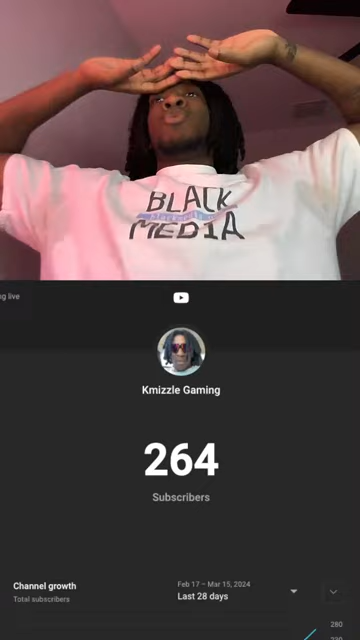 BLACK
MEDIA
ng live
Kmizzle Gaming
264
Subscribers
Channel growth
Total subscribers
Feb 17 – Mar 15, 2024
Last 28 days
280